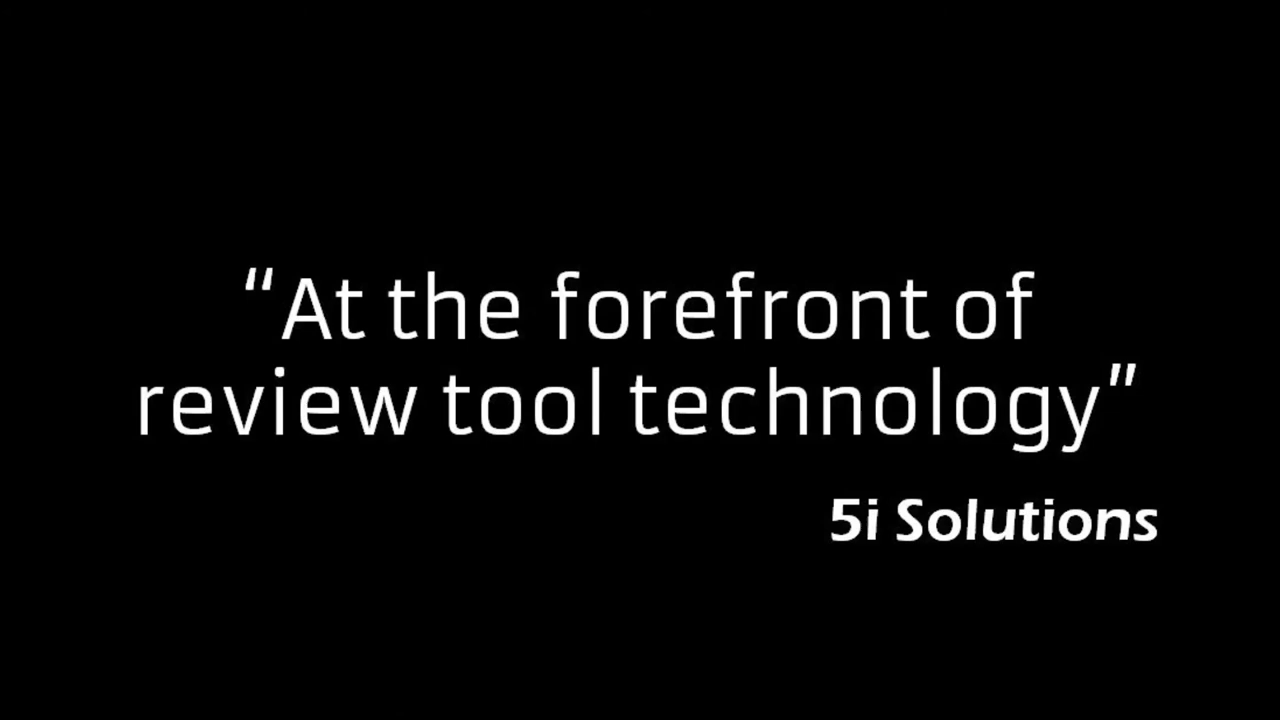 “At the forefront of
review tool technology”
5i Solutions